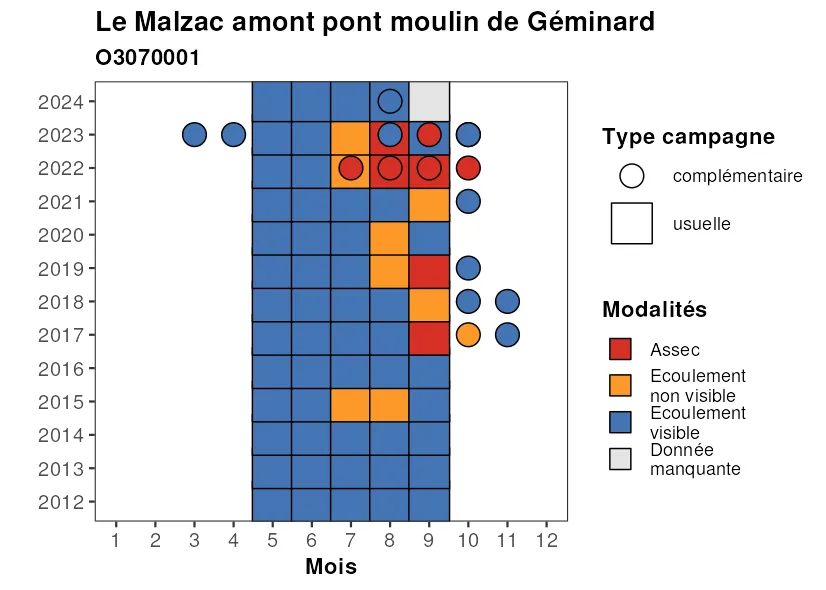 Le Malzac amont pont moulin de Géminard
O3070001
2024
2023
2022
2021
2020
2019
2018
2017
2016
2015
2014
2013
2012
1 2 3 4 5 6 7 8 9 10 11 12
Mois
Type campagne
complémentaire
usuelle
Modalités
Assec
Ecoulement
non visible
Ecoulement
visible
Donnée
manquante